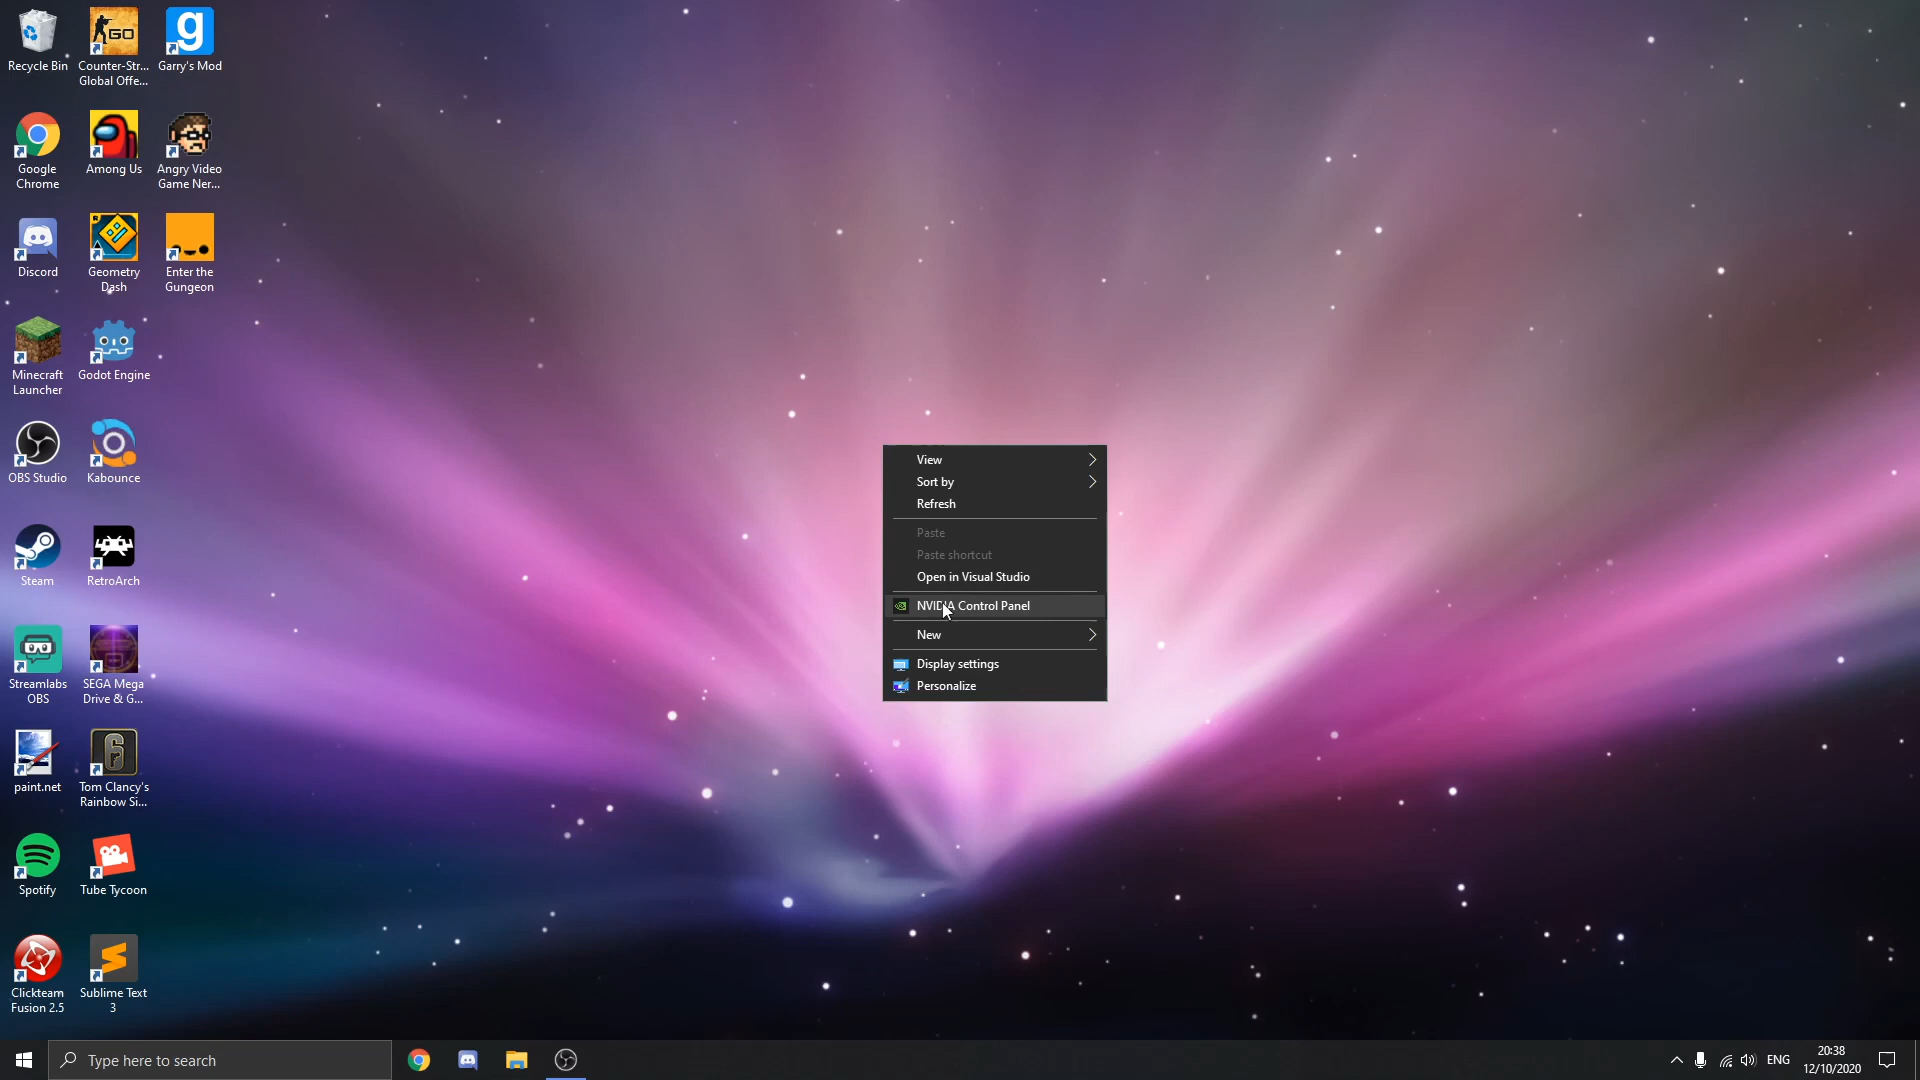 Recycle Bin
Counter-Str...
Global Offe...
Garry's Mod
Google
Chrome
Among Us
Angry Video
Game Ner...
Discord
Geometry
Dash
Enter the
Gungeon
Minecraft
Launcher
Godot Engine
OBS Studio
Kabounce
Steam
RetroArch
Streamlabs
OBS
SEGA Mega
Drive & G...
paint.net
Tom Clancy's
Rainbow Si...
Spotify
Tube Tycoon
Clickteam
Fusion 2.5
Sublime Text
3
GO
g
6
View
Sort by
Refresh
Paste
Paste shortcut
Open in Visual Studio
NVIDIA Control Panel
New
Display settings
Personalize
Type here to search
ENG
20:38
12/10/2020